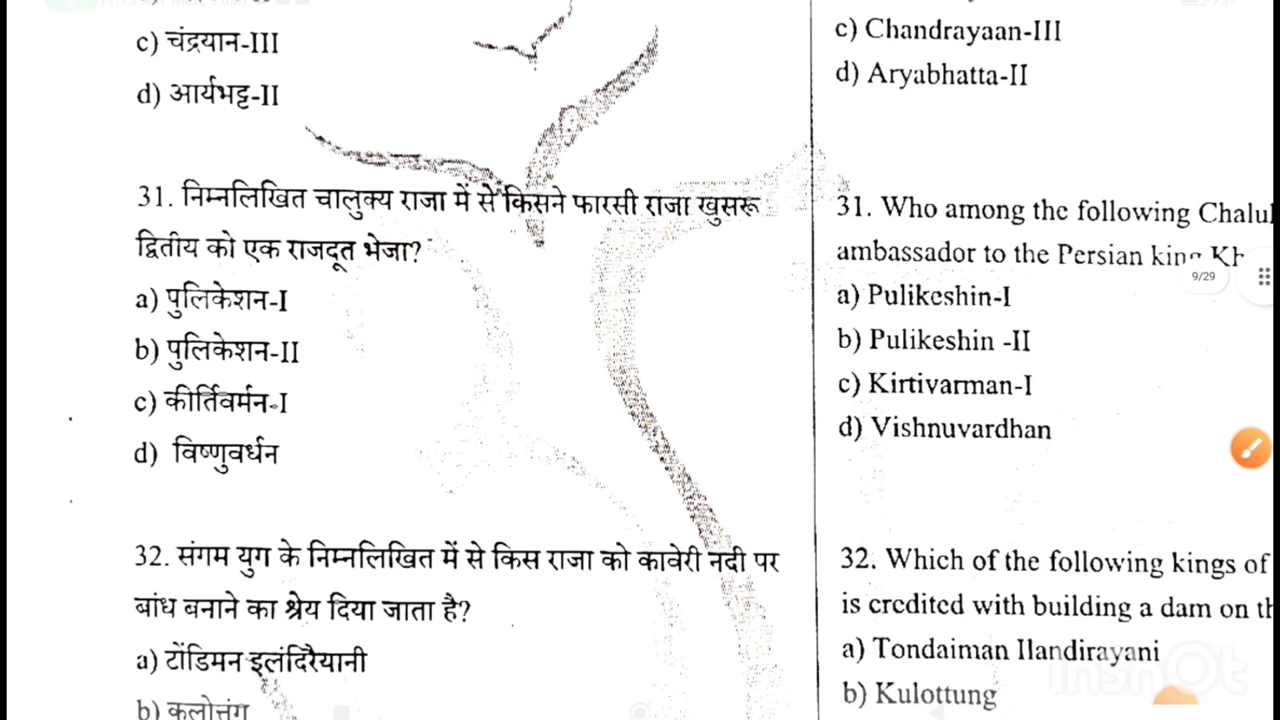 c) चंद्रयान-III
d) आर्यभट्ट-II
31. निम्नलिखित चालुक्य राजा में से किसने फारसी राजा खुसरू
द्वितीय को एक राजदूत भेजा?
a) पुलिकेशन-I
b) पुलिकेशन-II
c) कीर्तिवर्मन-I
d) विष्णुवर्धन
32. संगम युग के निम्नलिखित में से किस राजा को कावेरी नदी पर
बांध बनाने का श्रेय दिया जाता है?
a) टोंडिमन इलंदिरैयानी
b) कलोत्तंग
c) Chandrayaan-III
d) Aryabhatta-II
31. Who among the following
ambassador to the Persian king
a) Pulikeshin-I
b) Pulikeshin -II
c) Kirtivarman-I
d) Vishnuvardhan
32. Which of the following kings of
is credited with building a dam on
a) Tondaiman Ilandirayani
b) Kulottung
9/29
InShOt